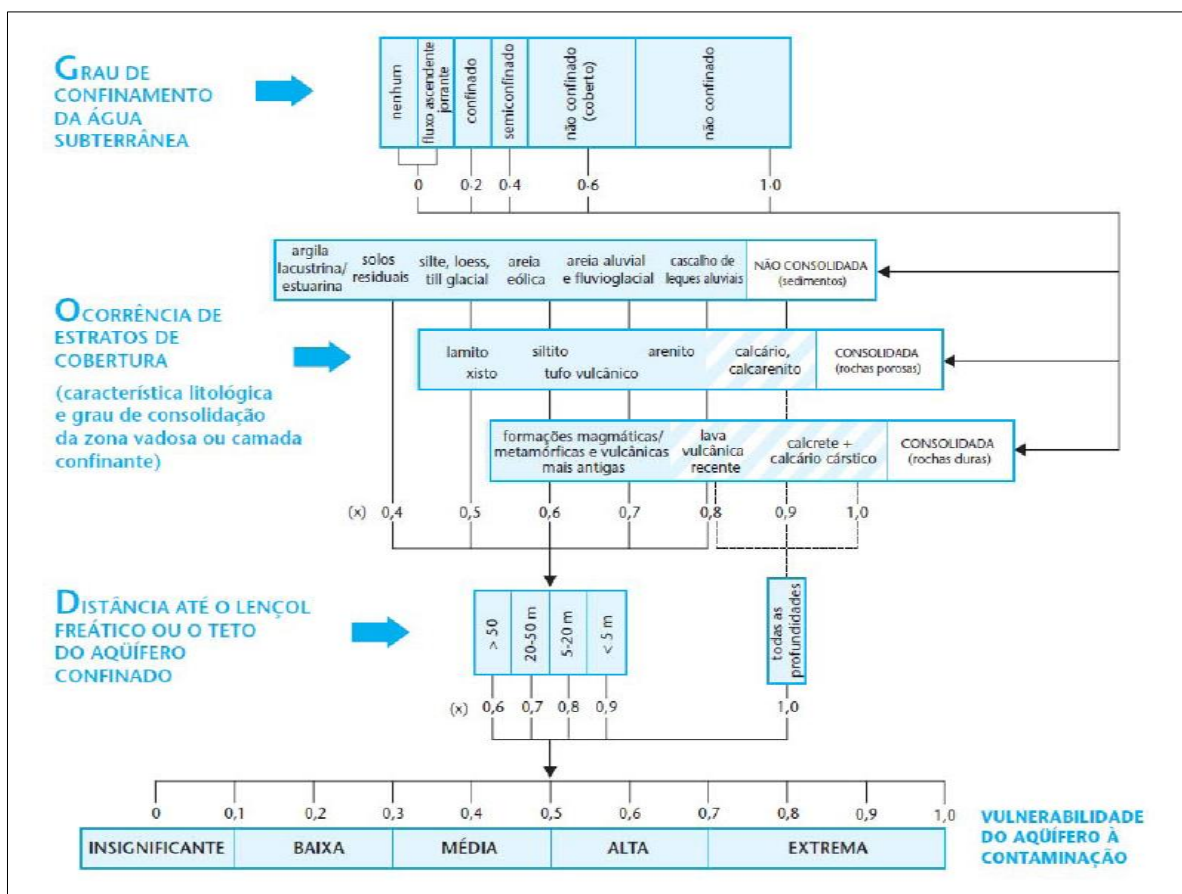 GRAU DE
CONFINAMENTO
DA ÁGUA
SUBTERRÂNEA
nenhum
fluxo ascendente
jorrante
confinado
semiconfinado
não confinado
(coberto)
não confinado
0 0·2 0·4 0·6 1·0
OCORRÊNCIA DE
ESTRATOS DE
COBERTURA
(característica litológica
e grau de consolidação
da zona vadosa ou camada
confinante)
argila
lacustrina/
estuarina
solos
residuais
silte, loess,
till glacial
areia
eólica
areia aluvial
e fluvioglacial
cascalho de
leques aluviais
NÃO CONSOLIDADA
(sedimentos)
lamito
xisto
siltito
tufo vulcânico
arenito
calcário,
calcarenito
CONSOLIDADA
(rochas porosas)
formações magmáticas/
metamórficas e vulcânicas
mais antigas
lava
vulcânica
recente
calcrete +
calcário cárstico
CONSOLIDADA
(rochas duras)
(x) 0,4 0,5 0,6 0,7 0,8 0,9 1,0
DISTÂNCIA ATÉ O LENÇOL
FREÁTICO OU O TETO
DO AQÜÍFERO
CONFINADO
> 50
20-50 m
5-20 m
< 5 m
todas as
profundidades
(x) 0,6 0,7 0,8 0,9 1,0
0 0,1 0,2 0,3 0,4 0,5 0,6 0,7 0,8 0,9 1,0
INSIGNIFICANTE BAIXA MÉDIA ALTA EXTREMA
VULNERABILIDADE
DO AQÜÍFERO À
CONTAMINAÇÃO